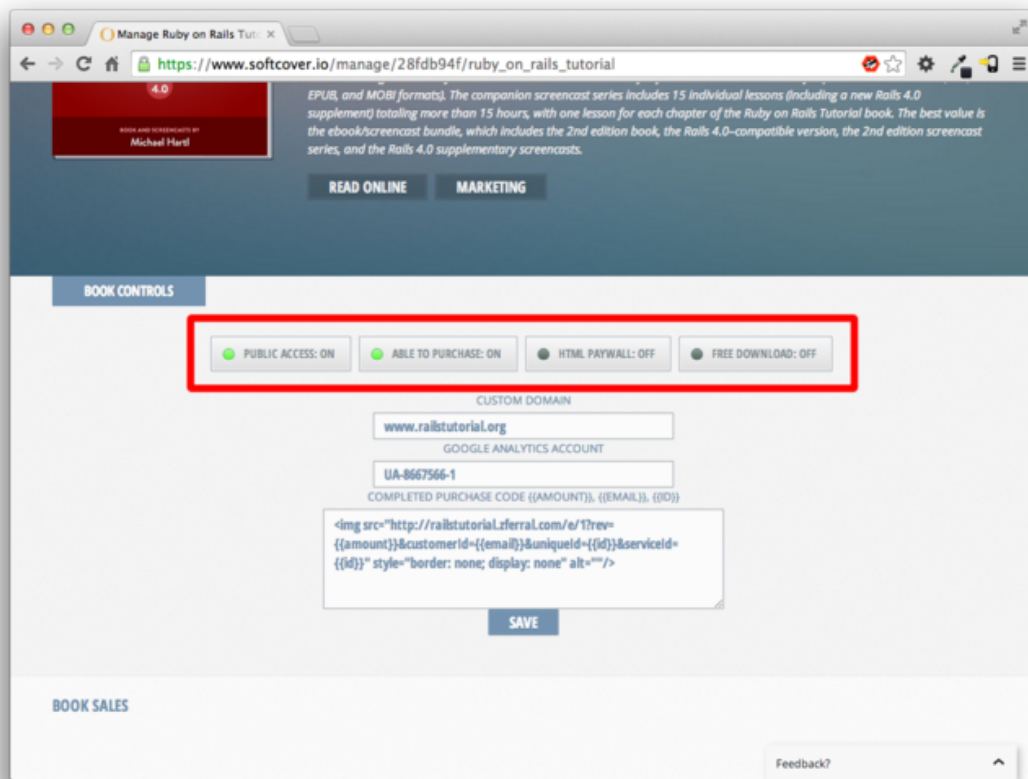 Manage Ruby on Rails Tuto
https://www.softcover.io/manage/28fdb94f/ruby_on_rails_tutorial
4.0
BOOK AND SCREENCASTS BY
Michael Hartl
EPUB, and MOBI formats). The companion screencast series includes 15 individual lessons (including a new Rails 4.0
supplement) totaling more than 15 hours, with one lesson for each chapter of the Ruby on Rails Tutorial book. The best value is
the ebook/screencast bundle, which includes the 2nd edition book, the Rails 4.0–compatible version, the 2nd edition screencast
series, and the Rails 4.0 supplementary screencasts.
READ ONLINE MARKETING
BOOK CONTROLS
PUBLIC ACCESS: ON ABLE TO PURCHASE: ON HTML PAYWALL: OFF FREE DOWNLOAD: OFF
CUSTOM DOMAIN
www.railstutorial.org
GOOGLE ANALYTICS ACCOUNT
UA-8667566-1
COMPLETED PURCHASE CODE {{AMOUNT}}, {{EMAIL}}, {{ID}}
<img src="http://railstutorial.zferral.com/e/1?rev=
{{amount}}&customerId={{email}}&uniqueId={{id}}&serviceId=
{{id}}" style="border: none; display: none" alt=""/>
SAVE
BOOK SALES
Feedback?